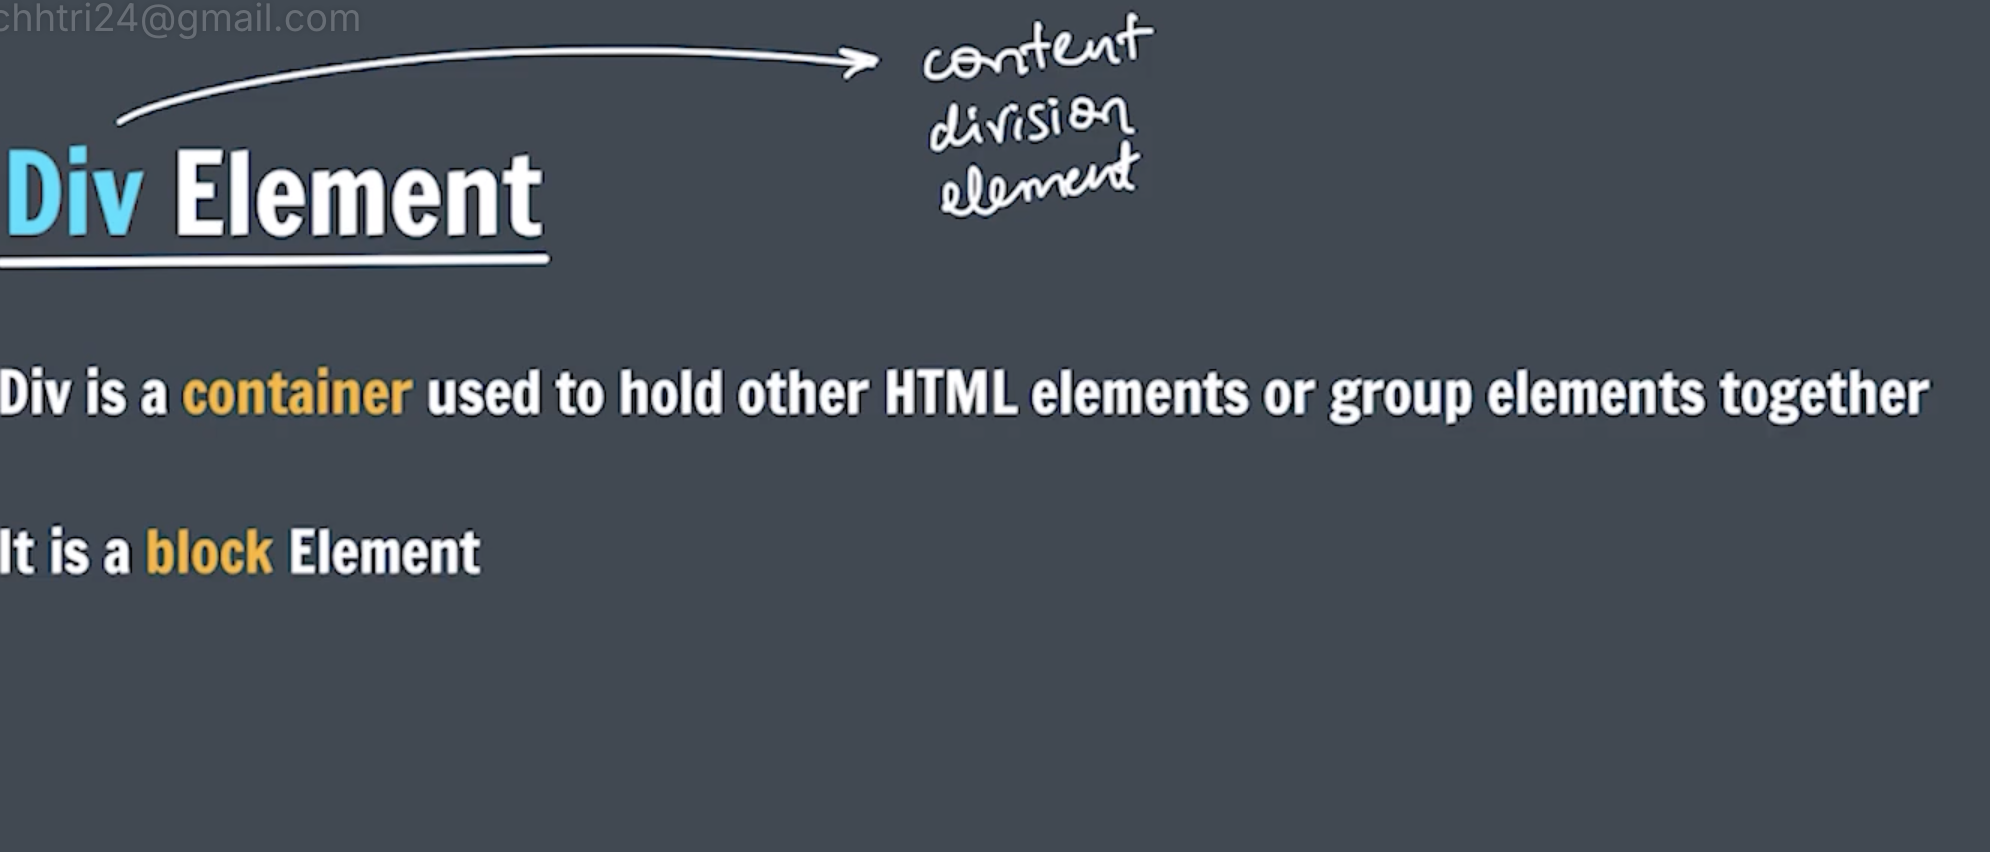 chhtri24@gmail.com
content
division
element
Div Element
Div is a container used to hold other HTML elements or group elements together
It is a block Element